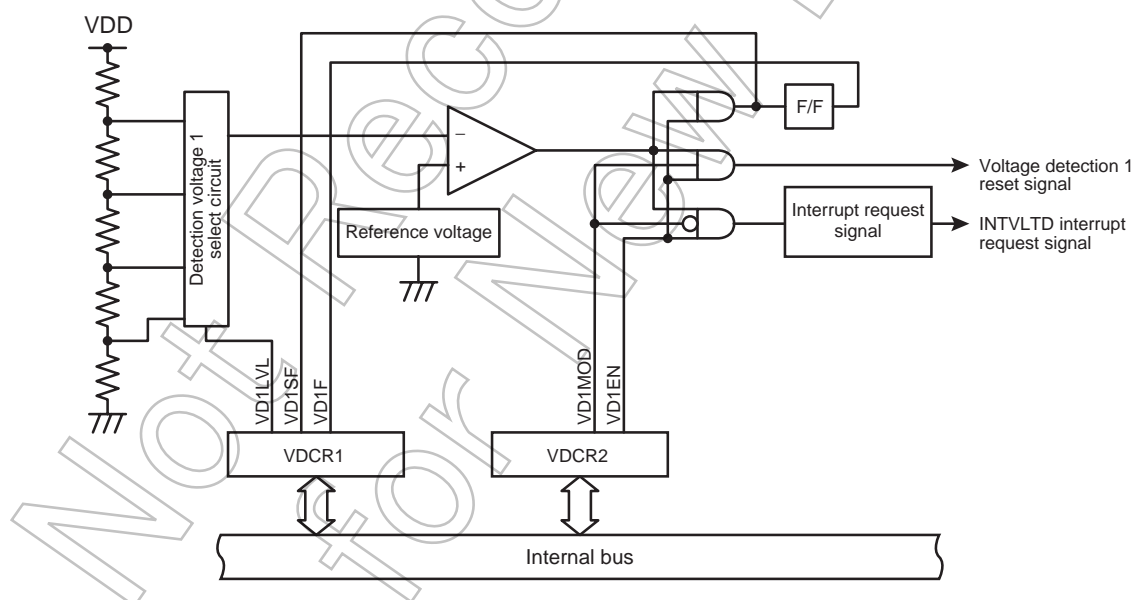 VDD
Detection voltage 1
select circuit
−
+
Reference voltage
F/F
Voltage detection 1
reset signal
Interrupt request
signal
INTVLTD interrupt
request signal
VD1LVL
VD1SF
VD1F
VD1MOD
VD1EN
VDCR1
VDCR2
Internal bus